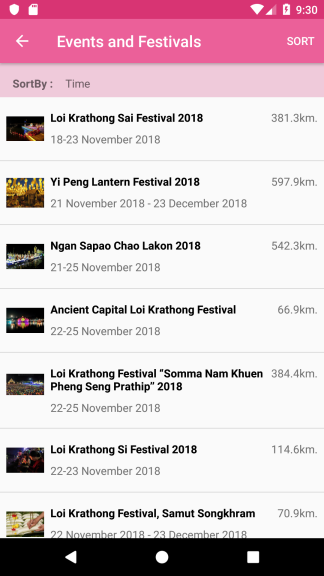 9:30
Events and Festivals
SORT
SortBy : Time
Loi Krathong Sai Festival 2018 381.3km.
18-23 November 2018
Yi Peng Lantern Festival 2018 597.9km.
21 November 2018 - 23 December 2018
Ngan Sapao Chao Lakon 2018 542.3km.
21-25 November 2018
Ancient Capital Loi Krathong Festival 66.9km.
22-25 November 2018
Loi Krathong Festival “Somma Nam Khuen 384.4km.
Pheng Seng Prathip” 2018
22-25 November 2018
Loi Krathong Si Festival 2018 114.6km.
22-23 November 2018
Loi Krathong Festival, Samut Songkhram 70.9km.
22 November 2018 - 23 December 2018